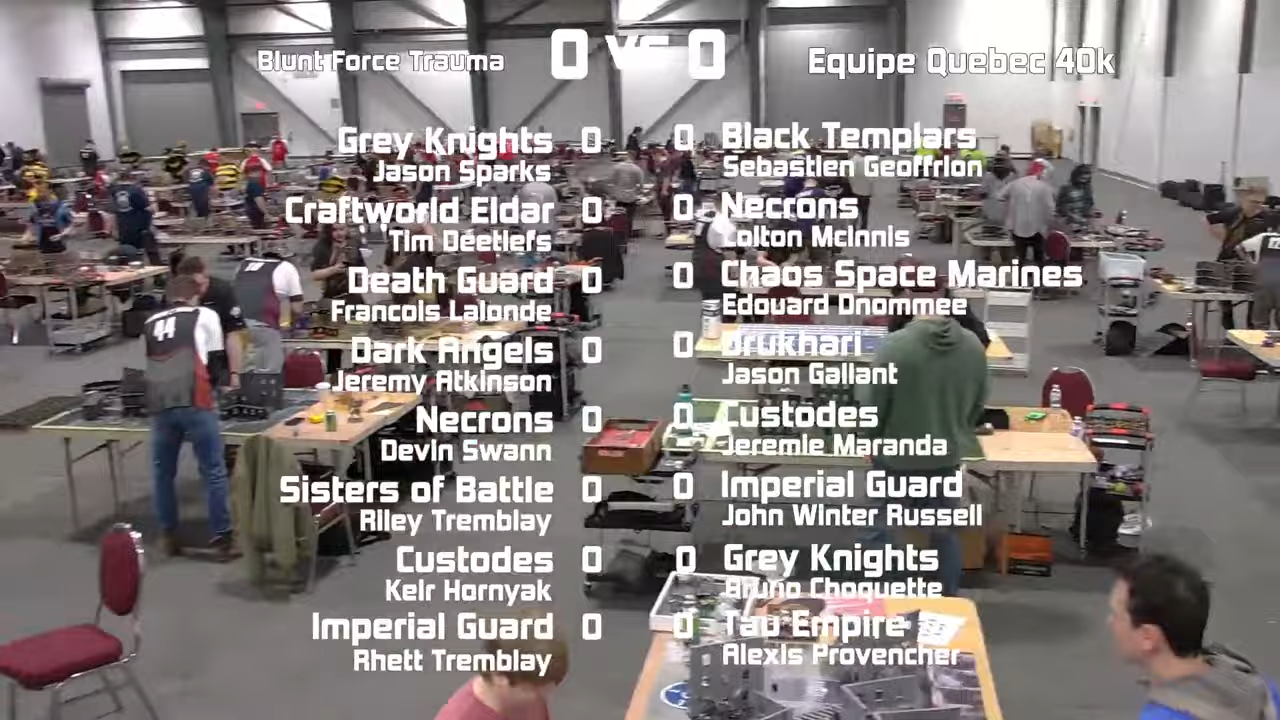 Blunt Force Trauma 0 VS 0 Equipe Quebec 40k
Grey Knights 0 0 Black Templars
Jason Sparks Sebastien Geoffrion
Craftworld Eldar 0 0 Necrons
Tim Deetlefs Colton McInnis
Death Guard 0 0 Chaos Space Marines
Francois Lalonde Edouard Dnommee
Dark Angels 0 0 Drukhari
Jeremy Atkinson Jason Gallant
Necrons 0 0 Custodes
Devin Swann Jeremie Maranda
Sisters of Battle 0 0 Imperial Guard
Riley Tremblay John Winter Russell
Custodes 0 0 Grey Knights
Keir Hornyak Bruno Choquette
Imperial Guard 0 0 Tau Empire
Rhett Tremblay Alexis Provencher
44